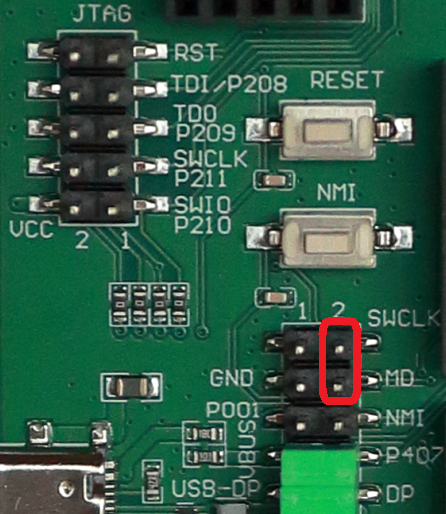 JTAG
RST
TDI/P208
TDO
P209
SWCLK
P211
SWIO
P210
VCC
2 1
RESET
NMI
1 2
SWCLK
GND
MD
P001
NMI
VBUS
P407
USB-DP
DP